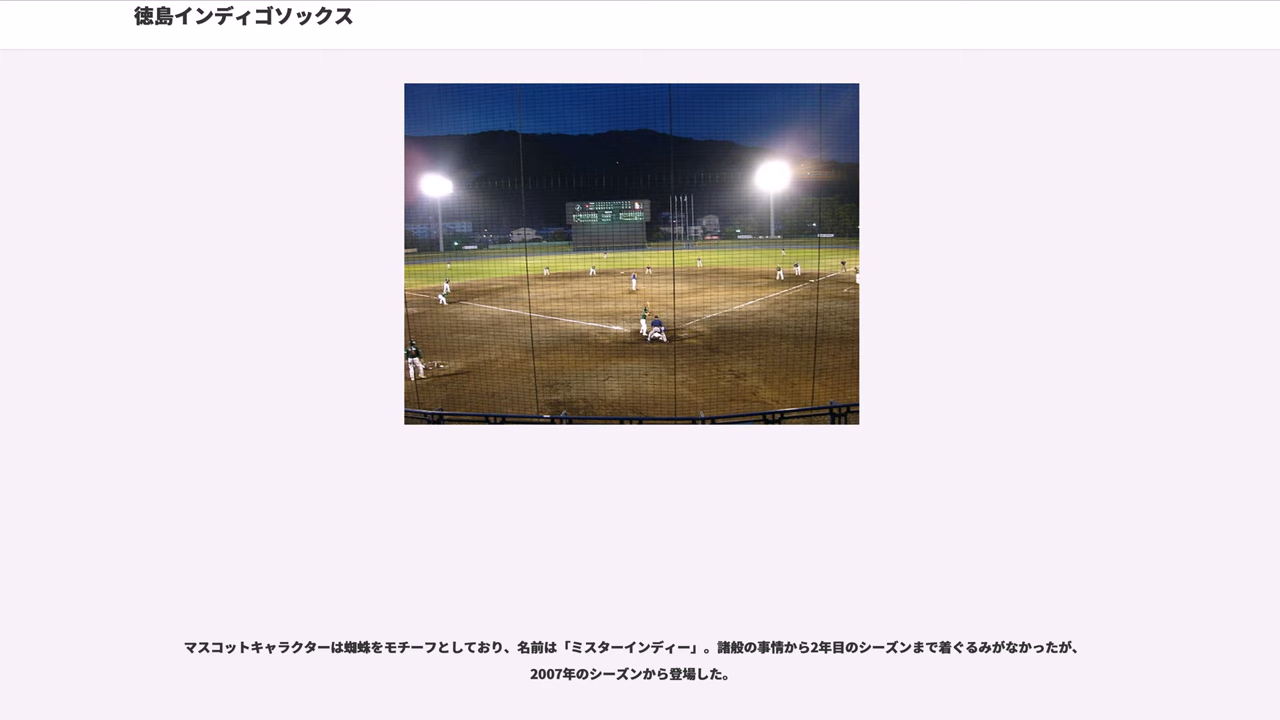 徳島インディゴソックス
マスコットキャラクターは蜘蛛をモチーフとしており、名前は「ミスターインディー」。諸般の事情から2年目のシーズンまで着ぐるみがなかったが、
2007年のシーズンから登場した。